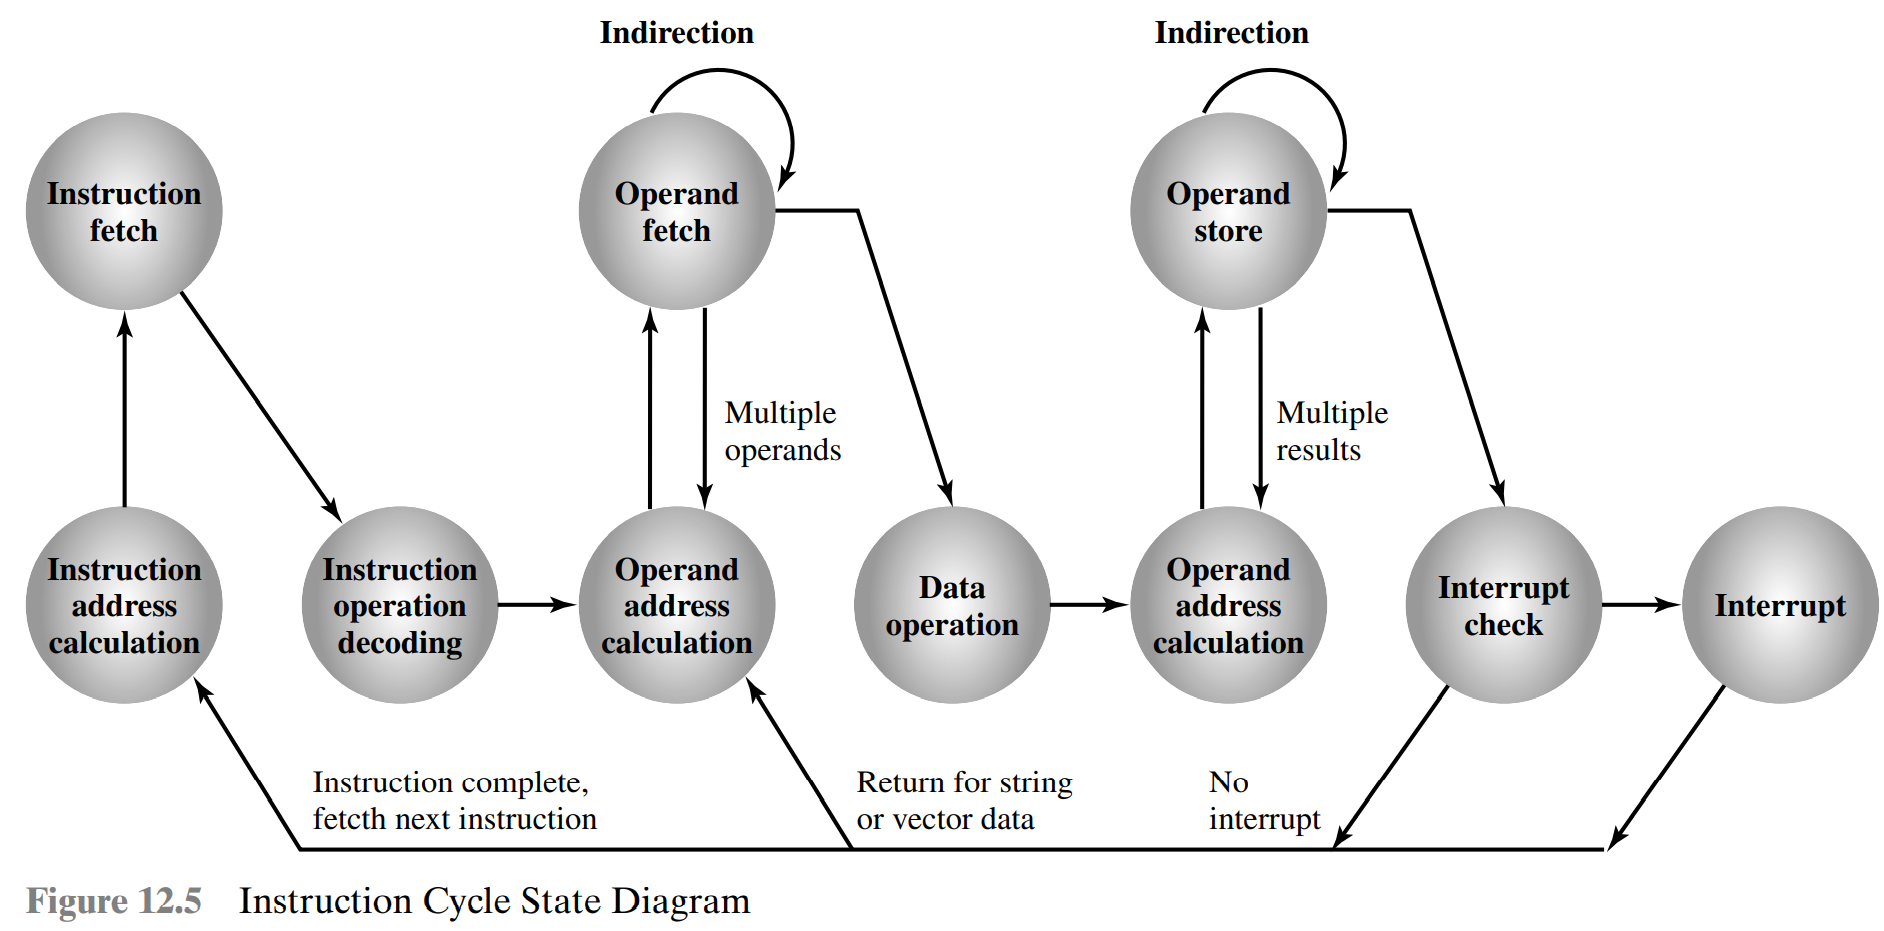 Indirection
Indirection
Instruction
fetch
Operand
fetch
Operand
store
Multiple
operands
Multiple
results
Instruction
address
calculation
Instruction
operation
decoding
Operand
address
calculation
Data
operation
Operand
address
calculation
Interrupt
check
Interrupt
Instruction complete,
fetcth next instruction
Return for string
or vector data
No
interrupt
Figure 12.5 Instruction Cycle State Diagram